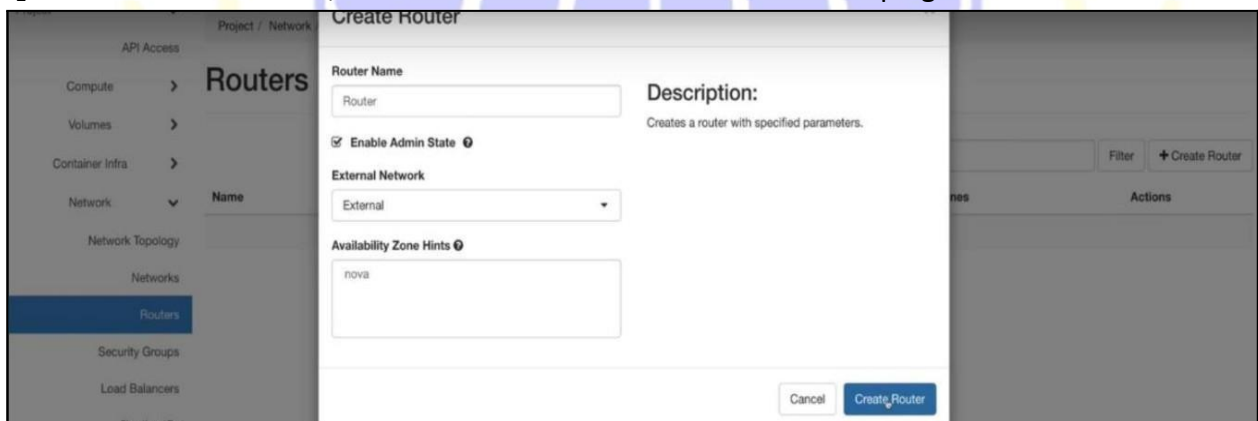 Create Router
Project / Network
API Access
Compute
Volumes
Container Infra
Network
Network Topology
Networks
Routers
Security Groups
Load Balancers
Routers
Name
Router Name
Router
Enable Admin State
External Network
External
Availability Zone Hints
nova
Description:
Creates a router with specified parameters.
Cancel
Create Router
Filter
+ Create Router
Actions